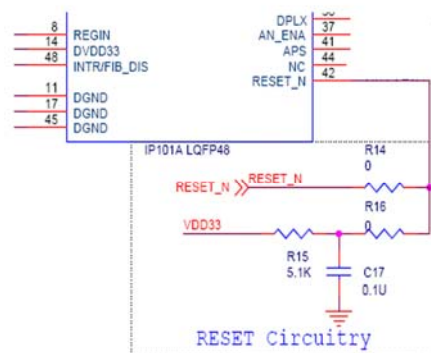 DPLX
8 REGIN AN_ENA 37
14 DVDD33 APS 41
48 INTR/FIB_DIS NC 44
RESET_N 42
11 DGND
17 DGND
45 DGND
IP101A LQFP48
R14
0
RESET_N RESET_N
R16
0
VDD33
R15
5.1K
C17
0.1U
RESET Circuitry